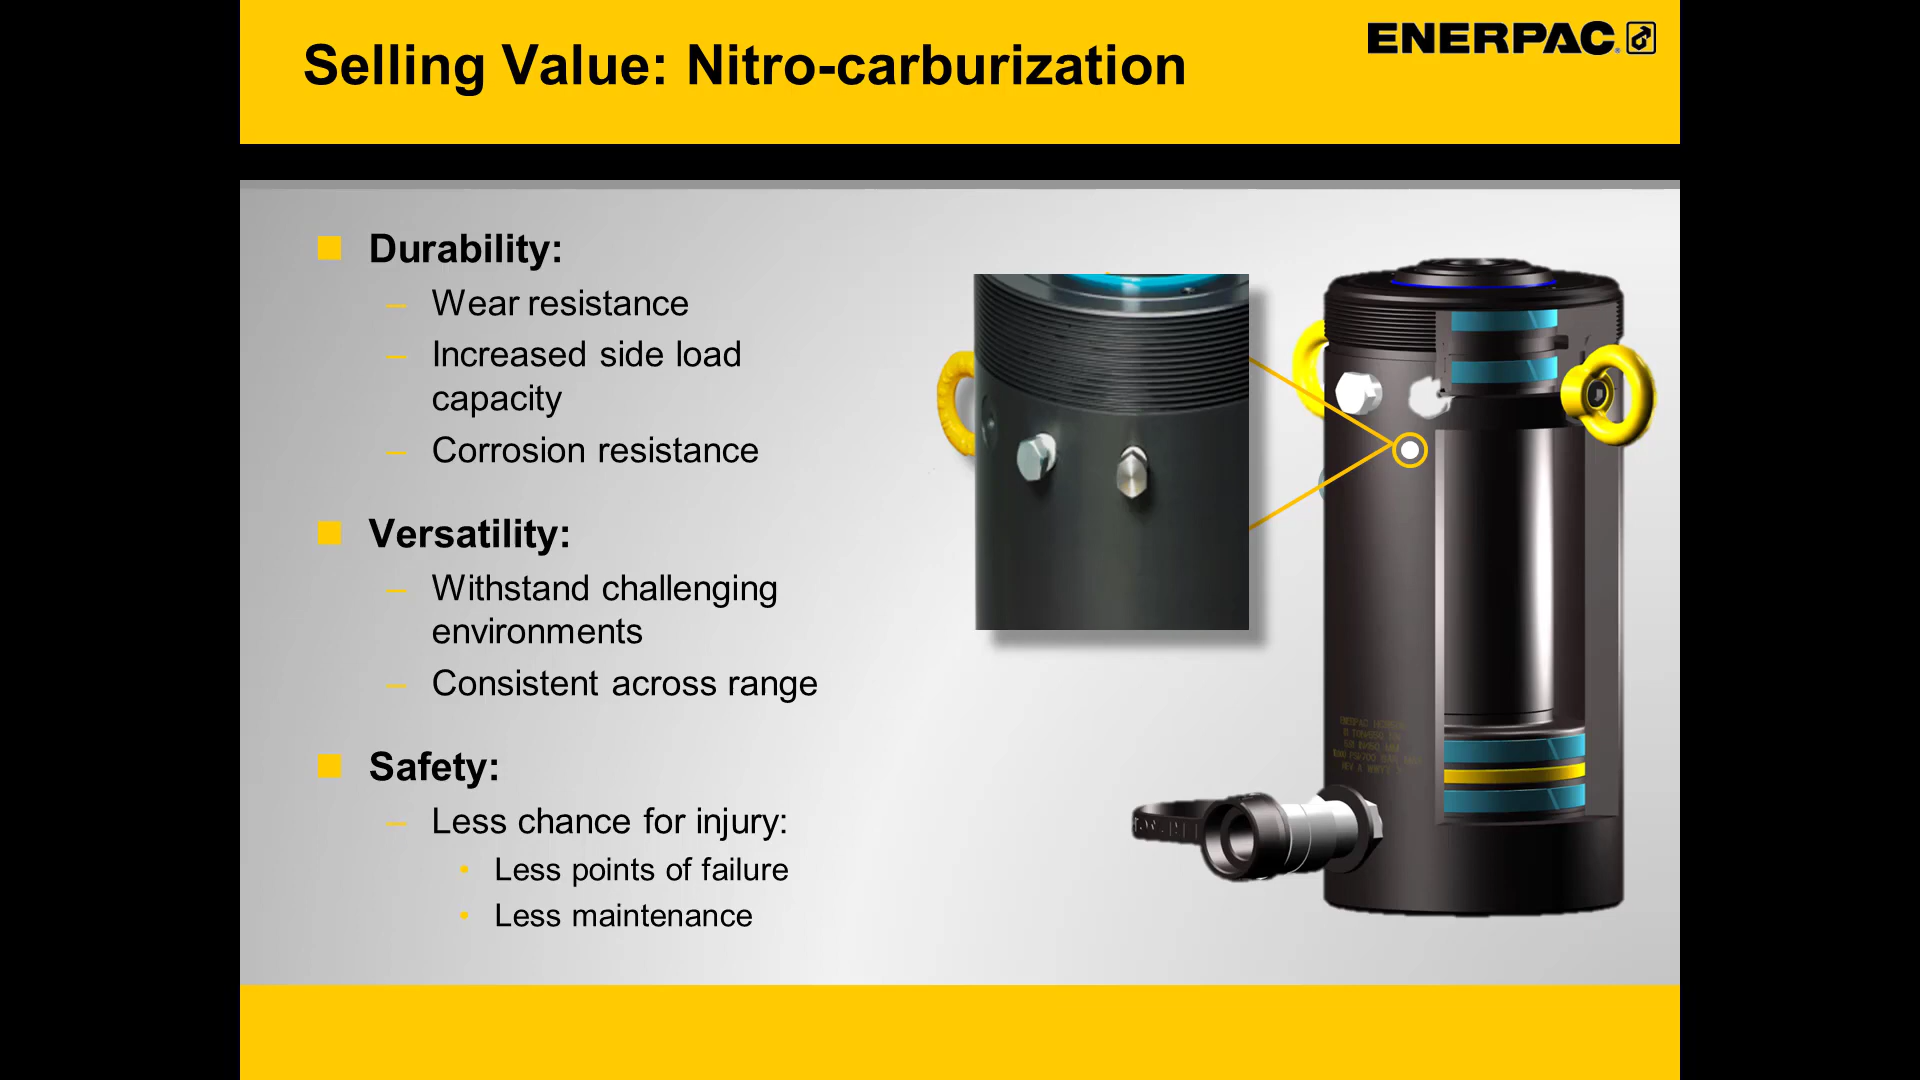 Selling Value: Nitro-carburization
ENERPAC
Durability:
– Wear resistance
– Increased side load
capacity
– Corrosion resistance
Versatility:
– Withstand challenging
environments
– Consistent across range
Safety:
– Less chance for injury:
• Less points of failure
• Less maintenance